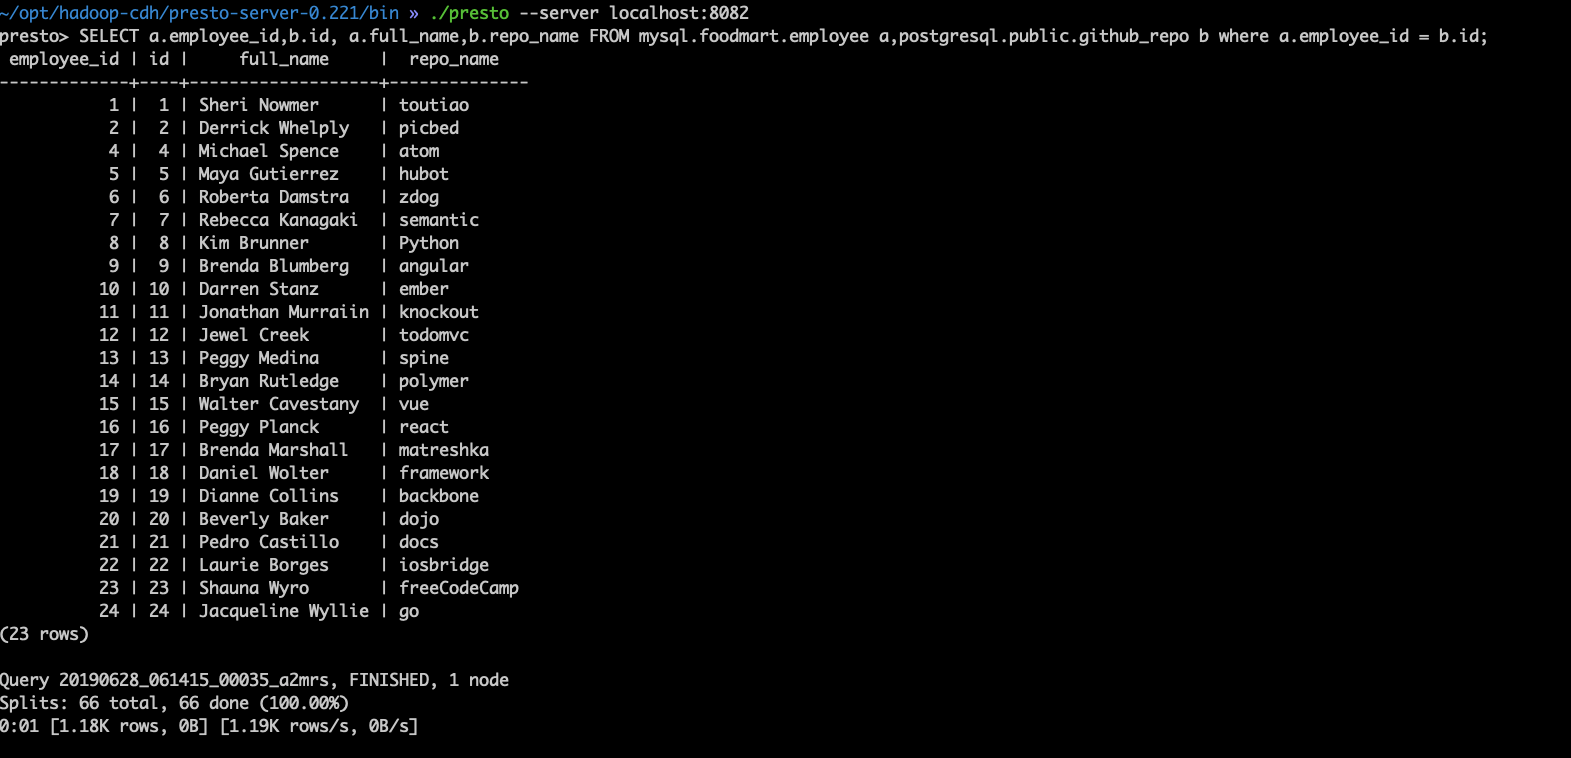 ~/opt/hadoop-cdh/presto-server-0.221/bin » ./presto --server localhost:8082
presto> SELECT a.employee_id,b.id, a.full_name,b.repo_name FROM mysql.foodmart.employee a,postgresql.public.github_repo b where a.employee_id = b.id;
 employee_id | id |     full_name     |  repo_name
-------------+----+-------------------+--------------
           1 |  1 | Sheri Nowmer      | toutiao
           2 |  2 | Derrick Whelply   | picbed
           4 |  4 | Michael Spence    | atom
           5 |  5 | Maya Gutierrez    | hubot
           6 |  6 | Roberta Damstra   | zdog
           7 |  7 | Rebecca Kanagaki  | semantic
           8 |  8 | Kim Brunner       | Python
           9 |  9 | Brenda Blumberg   | angular
          10 | 10 | Darren Stanz      | ember
          11 | 11 | Jonathan Murraiin | knockout
          12 | 12 | Jewel Creek       | todomvc
          13 | 13 | Peggy Medina      | spine
          14 | 14 | Bryan Rutledge    | polymer
          15 | 15 | Walter Cavestany  | vue
          16 | 16 | Peggy Planck      | react
          17 | 17 | Brenda Marshall   | matreshka
          18 | 18 | Daniel Wolter     | framework
          19 | 19 | Dianne Collins    | backbone
          20 | 20 | Beverly Baker     | dojo
          21 | 21 | Pedro Castillo    | docs
          22 | 22 | Laurie Borges     | iosbridge
          23 | 23 | Shauna Wyro       | freeCodeCamp
          24 | 24 | Jacqueline Wyllie | go
(23 rows)

Query 20190628_061415_00035_a2mrs, FINISHED, 1 node
Splits: 66 total, 66 done (100.00%)
0:01 [1.18K rows, 0B] [1.19K rows/s, 0B/s]